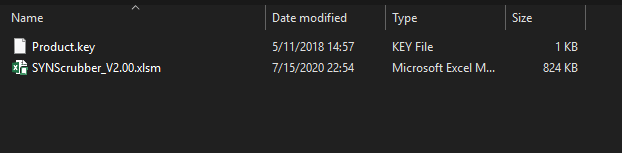 Name Date modified Type Size
Product.key 5/11/2018 14:57 KEY File 1 KB
SYNScrubber_V2.00.xlsm 7/15/2020 22:54 Microsoft Excel M... 824 KB